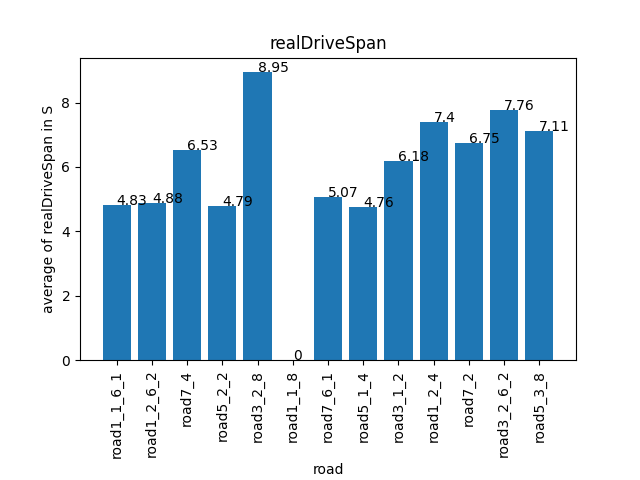 realDriveSpan
average of realDriveSpan in S
8
6
4
2
0
4.83
4.88
6.53
4.79
8.95
0
5.07
4.76
6.18
7.4
6.75
7.76
7.11
road1_1_6_1
road1_2_6_2
road7_4
road5_2_2
road3_2_8
road1_1_8
road7_6_1
road5_1_4
road3_1_2
road1_2_4
road7_2
road3_2_6_2
road5_3_8
road